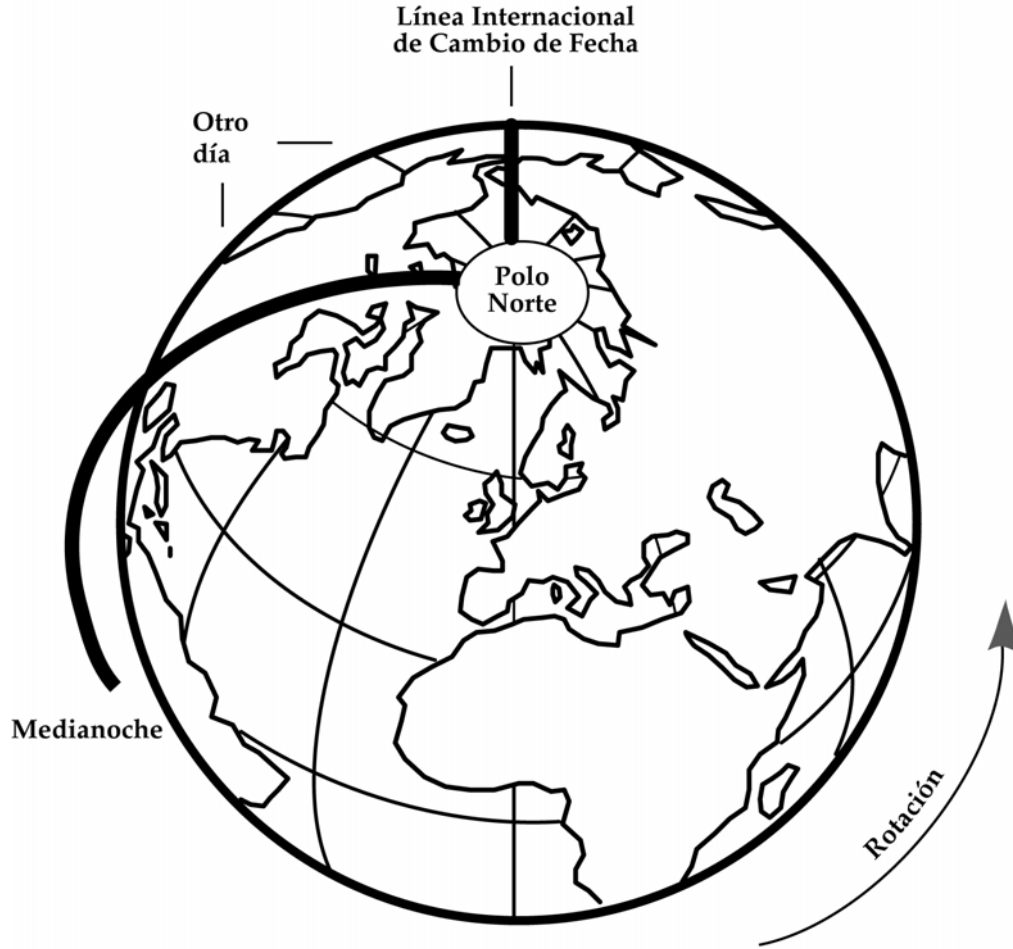 Línea Internacional
de Cambio de Fecha
Otro
día
Polo
Norte
Medianoche
Rotación